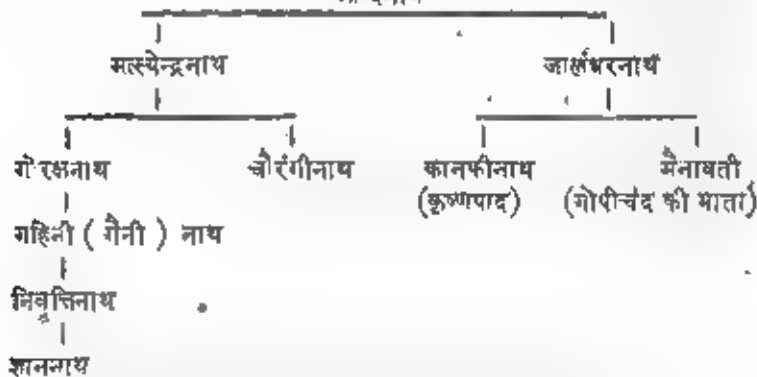 मत्स्येन्द्रनाथ जालंधरनाथ
गोरक्षनाथ चौरंगीनाथ कानफीनाथ मैनावती
(कृष्णपाद) (गोपीचंद की माता)
गहिनी ( गैनी ) नाथ
निवृत्तिनाथ
ज्ञाननाथ